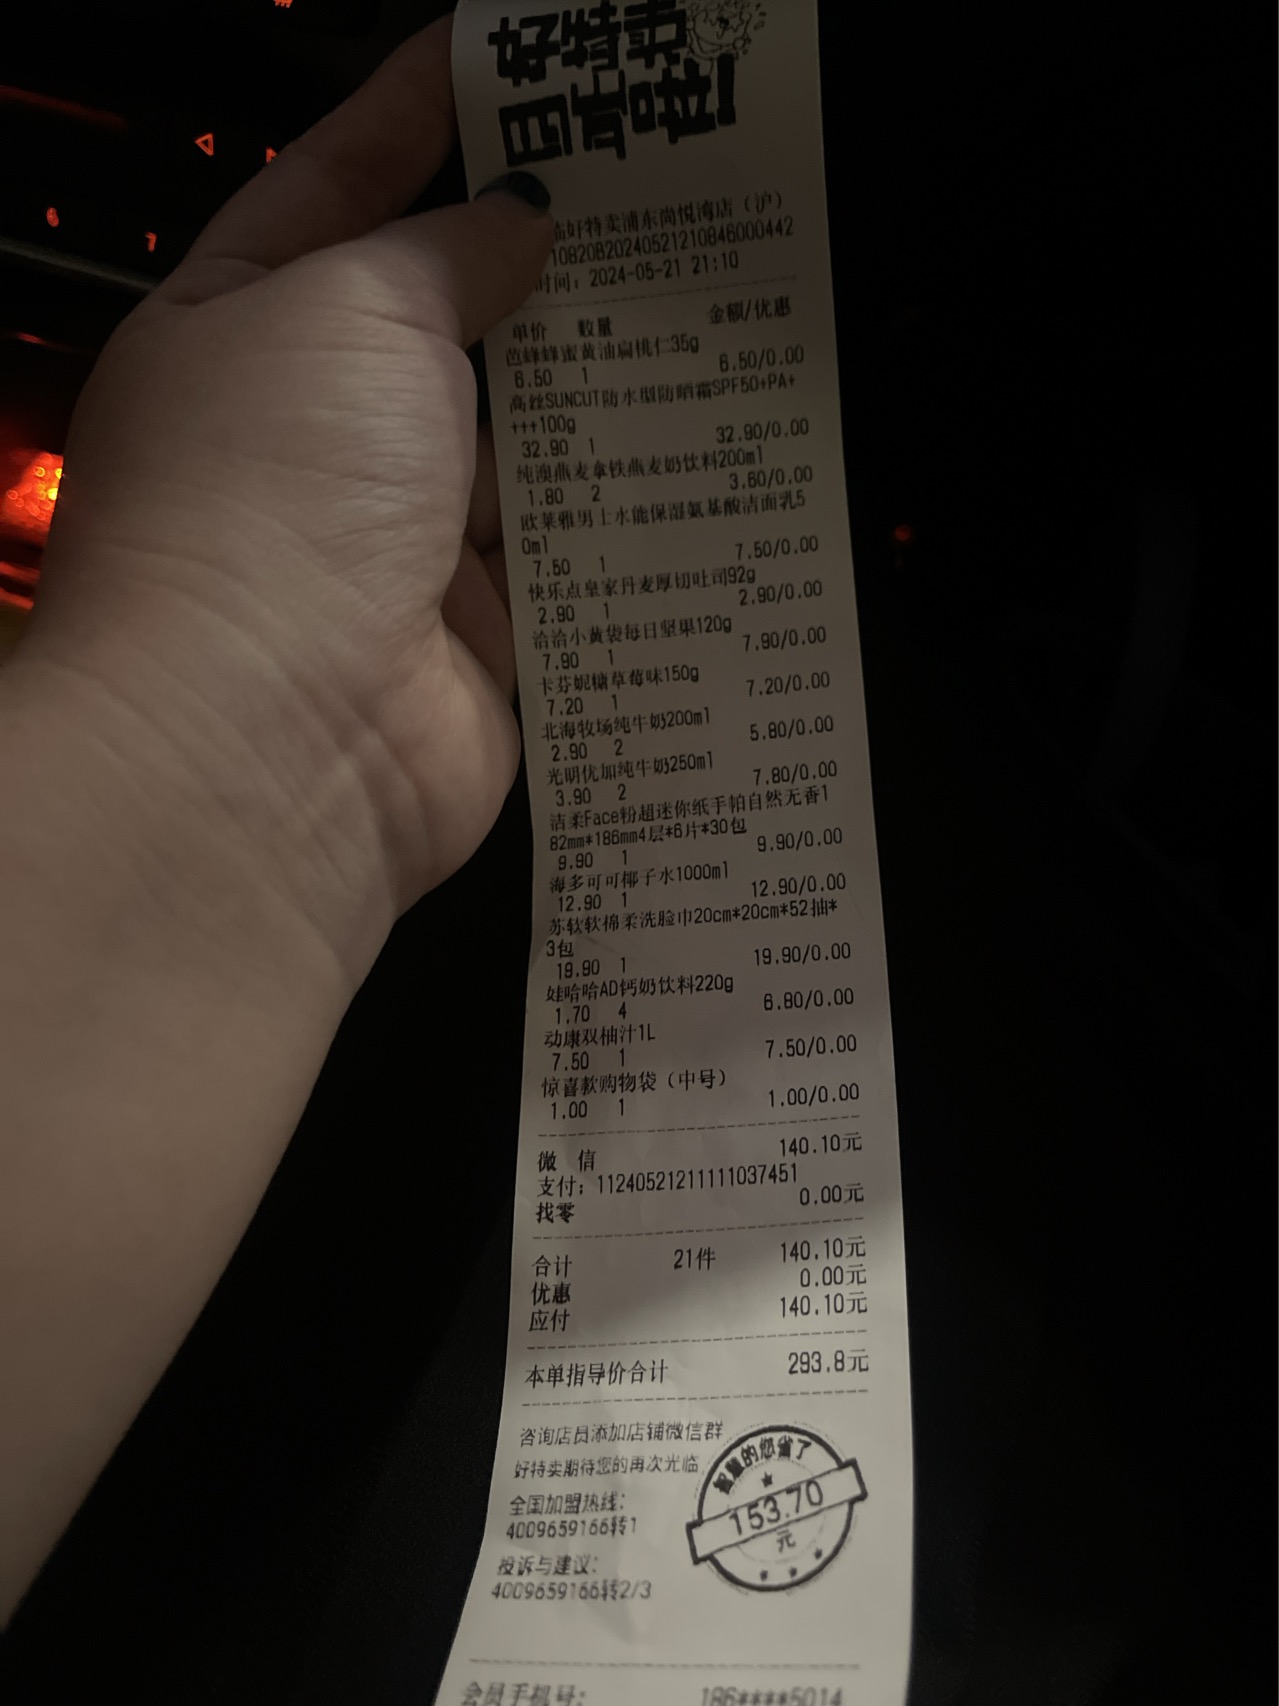 好特卖
临好特卖浦东尚悦湾店（沪）
108208202405212108460004​42
时间：2024-05-21 21:10
单价 数量 金额/优惠
芭蜂蜂蜜黄油扁桃仁35g
6.50 1 6.50/0.00
高丝SUNCUT防水型防晒霜SPF50+PA+
+++100g
32.90 1 32.90/0.00
纯澳燕麦拿铁燕麦奶饮料200ml
1.80 2 3.60/0.00
欧莱雅男士水能保湿氨基酸洁面乳5
0ml
7.50 1 7.50/0.00
快乐点皇家丹麦厚切吐司92g
2.90 1 2.90/0.00
洽洽小黄袋每日坚果120g
7.90 1 7.90/0.00
卡芬妮糖草莓味150g
7.20 1 7.20/0.00
北海牧场纯牛奶200ml
2.90 2 5.80/0.00
光明优加纯牛奶250ml
3.90 2 7.80/0.00
洁柔Face粉超迷你纸手帕自然无香1
82mm*186mm4层*6片*30包
9.90 1 9.90/0.00
海多可可椰子水1000ml
12.90 1 12.90/0.00
苏软软棉柔洗脸巾20cm*20cm*52抽*
3包
19.90 1 19.90/0.00
娃哈哈AD钙奶饮料220g
1.70 4 6.80/0.00
动康双柚汁1L
7.50 1 7.50/0.00
惊喜款购物袋（中号）
1.00 1 1.00/0.00
微 信 140.10元
支付：11240521211111037451
找零 0.00元
合计 21件 140.10元
优惠 0.00元
应付 140.10元
本单指导价合计 293.8元
咨询店员添加店铺微信群
好特卖期待您的再次光临
全国加盟热线：
4009659166转1
投诉与建议：
4009659166转2/3
智慧的您省了
153.70
元
会员手机号： 186****5014